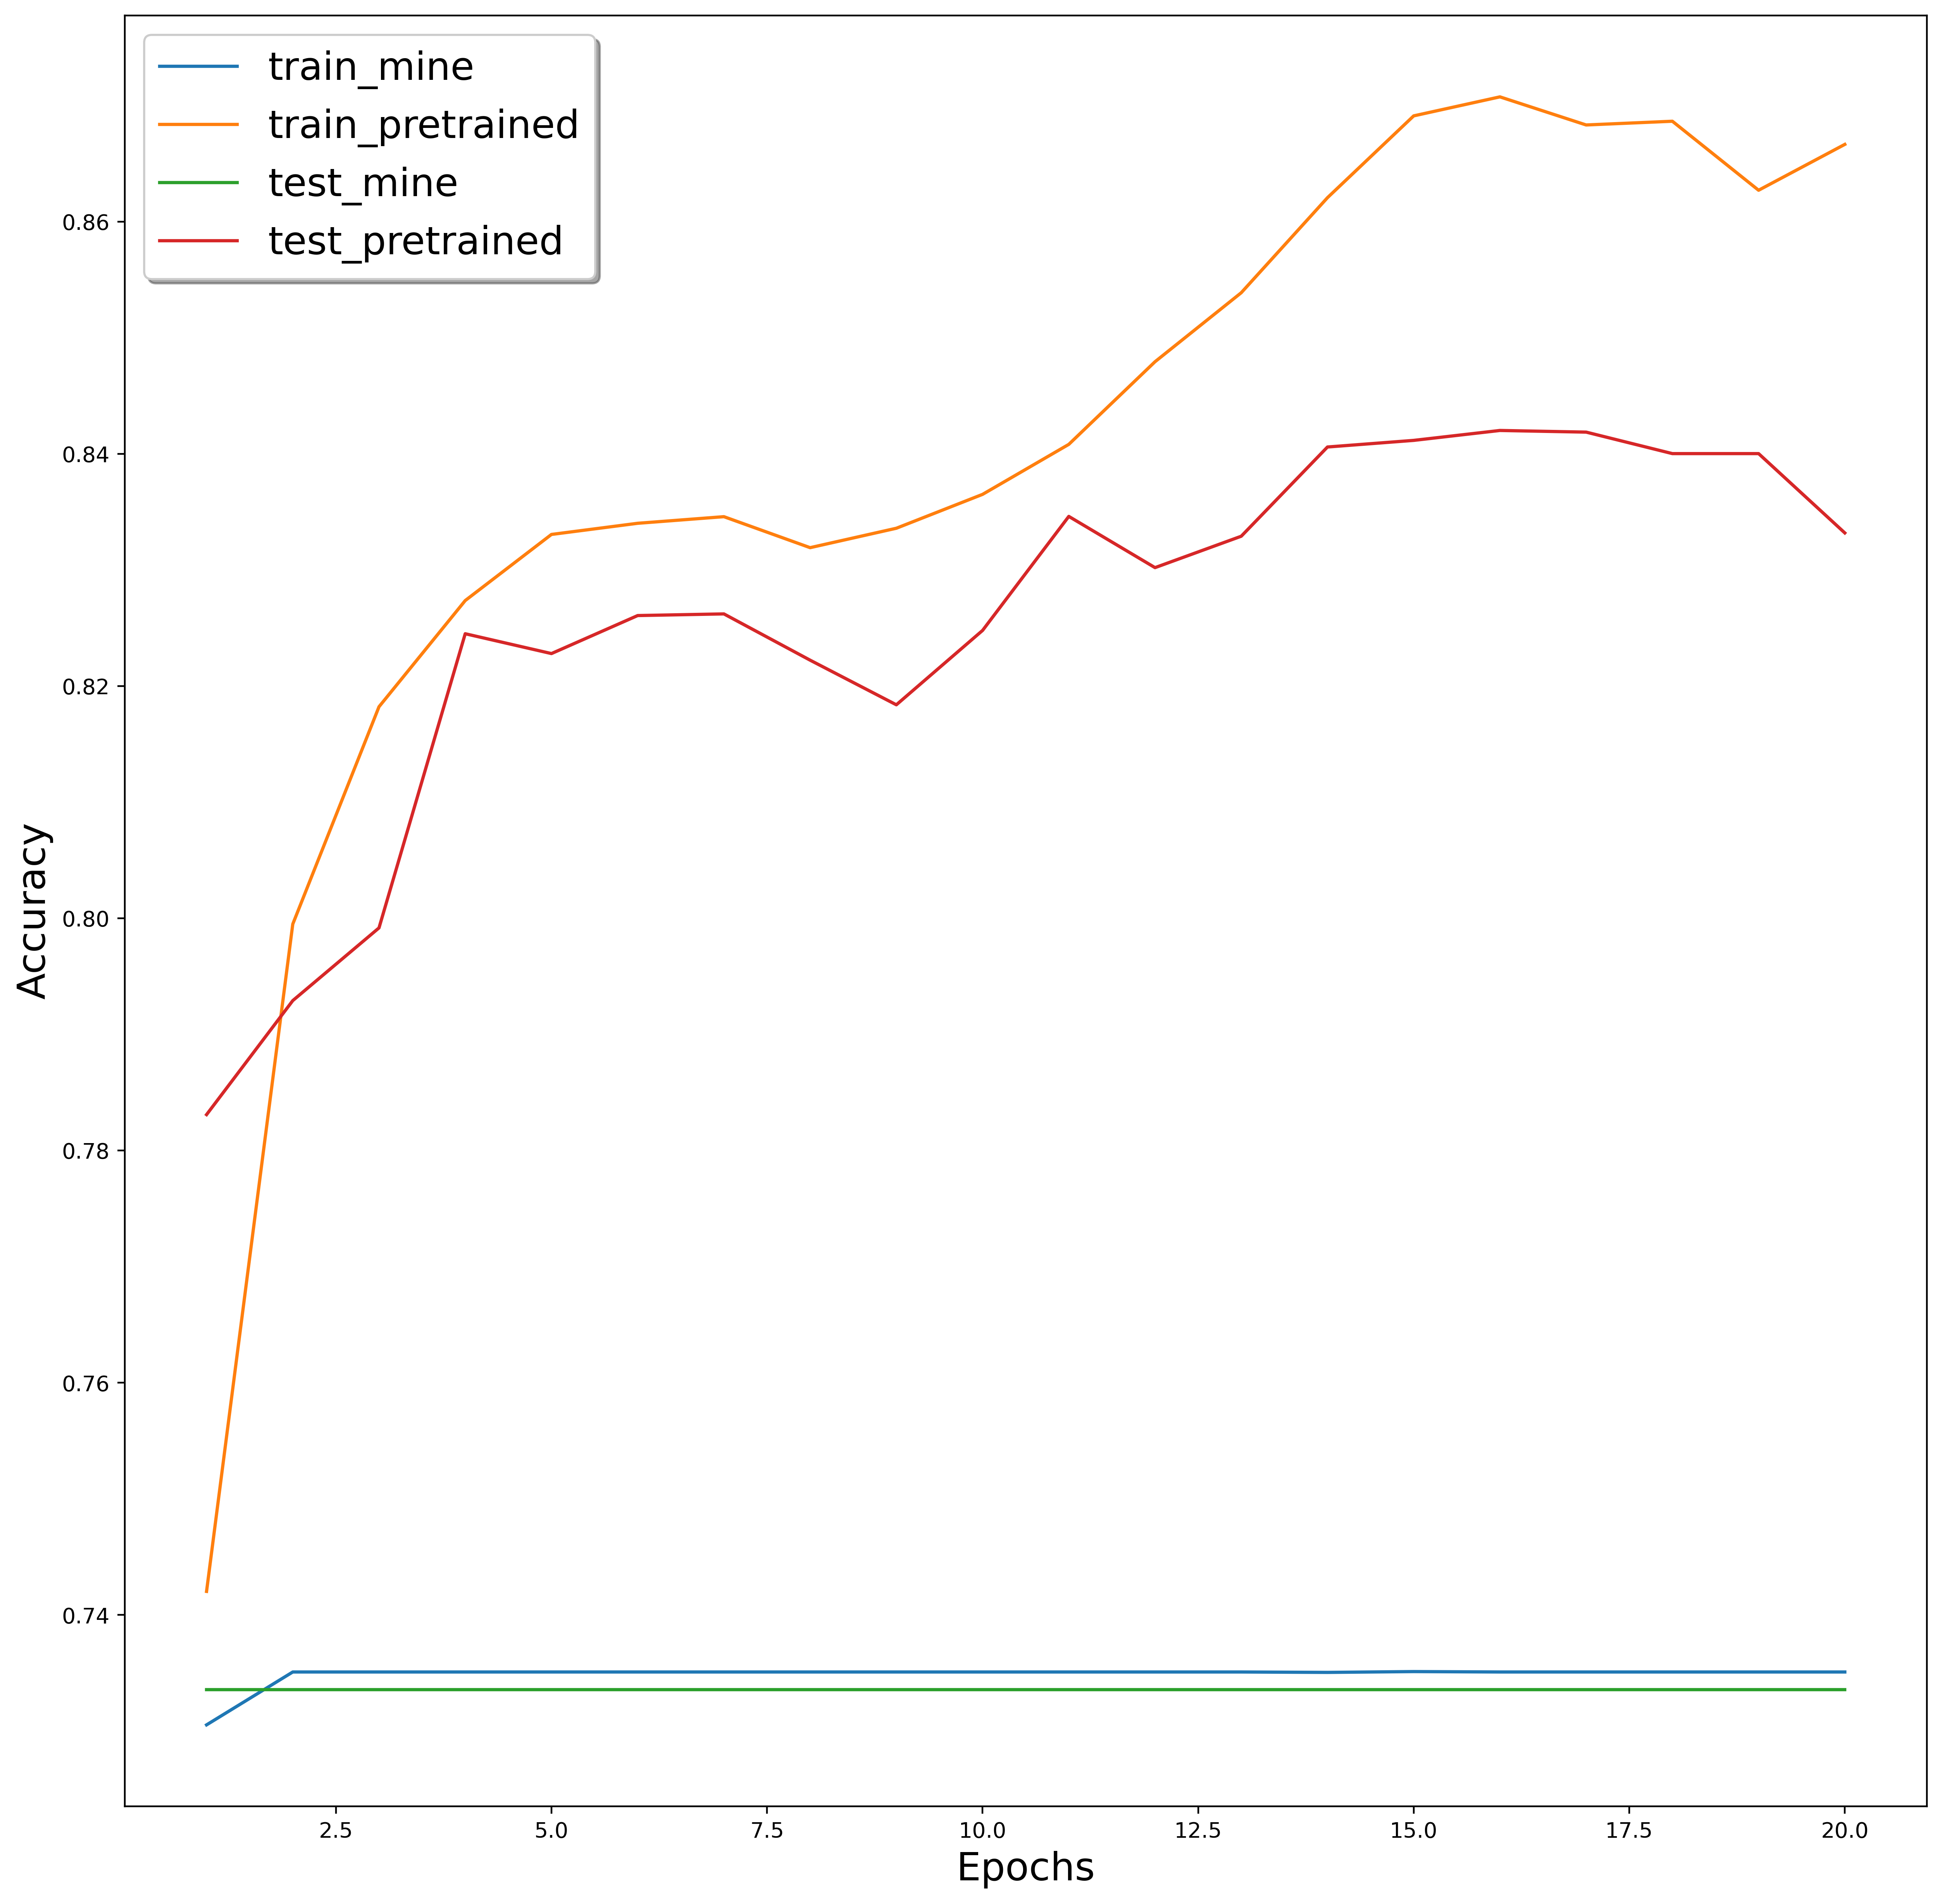 train_mine
train_pretrained
test_mine
test_pretrained
0.86
0.84
0.82
0.80
0.78
0.76
0.74
Accuracy
2.5 5.0 7.5 10.0 12.5 15.0 17.5 20.0
Epochs